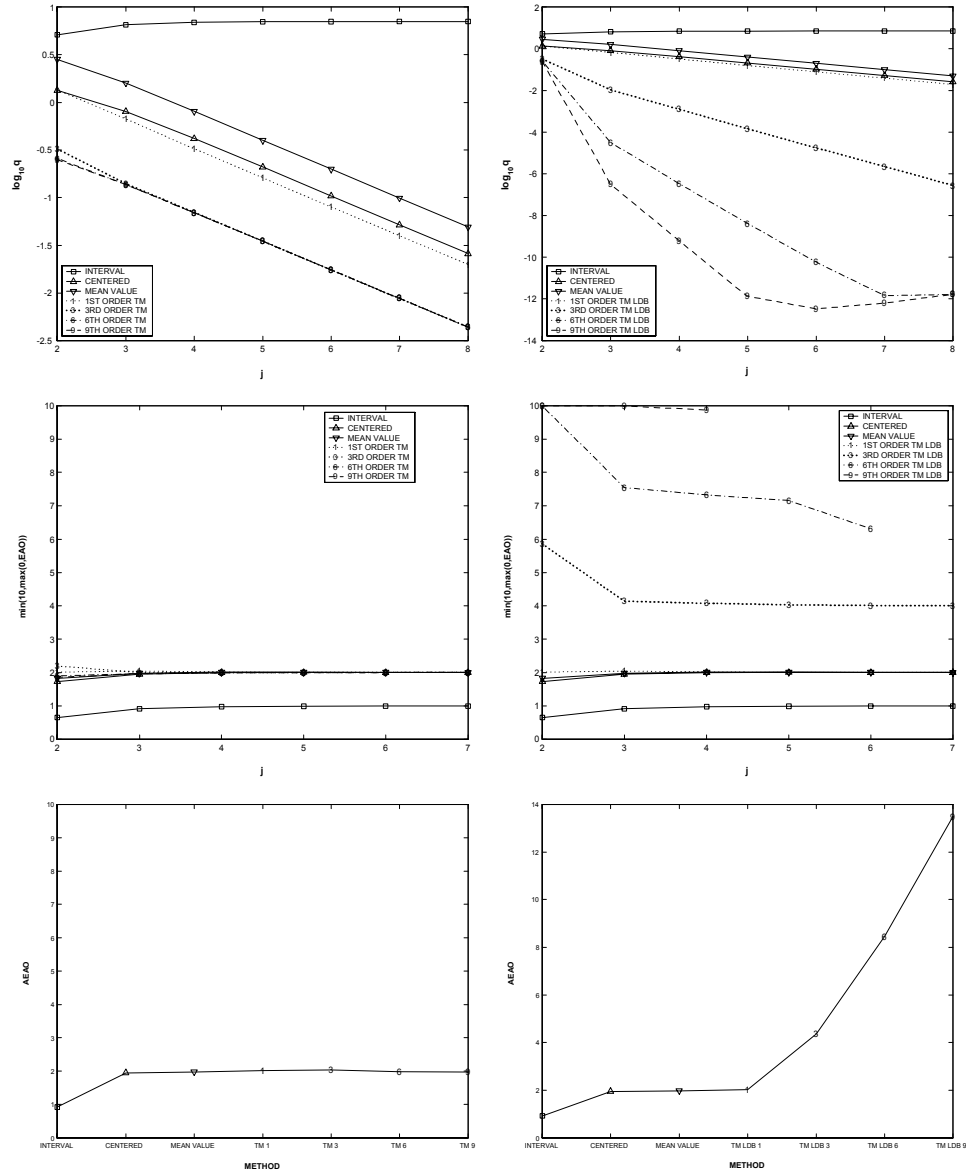 1
0.5
0
-0.5
-1
-1.5
-2
-2.5
2 3 4 5 6 7 8
log10q
j
INTERVAL
CENTERED
MEAN VALUE
1ST ORDER TM
3RD ORDER TM
6TH ORDER TM
9TH ORDER TM
2
0
-2
-4
-6
-8
-10
-12
-14
2 3 4 5 6 7 8
log10q
j
INTERVAL
CENTERED
MEAN VALUE
1ST ORDER TM LDB
3RD ORDER TM LDB
6TH ORDER TM LDB
9TH ORDER TM LDB
10
9
8
7
6
5
4
3
2
1
0
2 3 4 5 6 7
min(10,max(0,EAO))
j
INTERVAL
CENTERED
MEAN VALUE
1ST ORDER TM
3RD ORDER TM
6TH ORDER TM
9TH ORDER TM
10
9
8
7
6
5
4
3
2
1
0
2 3 4 5 6 7
min(10,max(0,EAO))
j
INTERVAL
CENTERED
MEAN VALUE
1ST ORDER TM LDB
3RD ORDER TM LDB
6TH ORDER TM LDB
9TH ORDER TM LDB
10
9
8
7
6
5
4
3
2
1
0
AEAO
INTERVAL CENTERED MEAN VALUE TM 1 TM 3 TM 6 TM 9
METHOD
14
12
10
8
6
4
2
0
AEAO
INTERVAL CENTERED MEAN VALUE TM LDB 1 TM LDB 3 TM LDB 6 TM LDB 9
METHOD